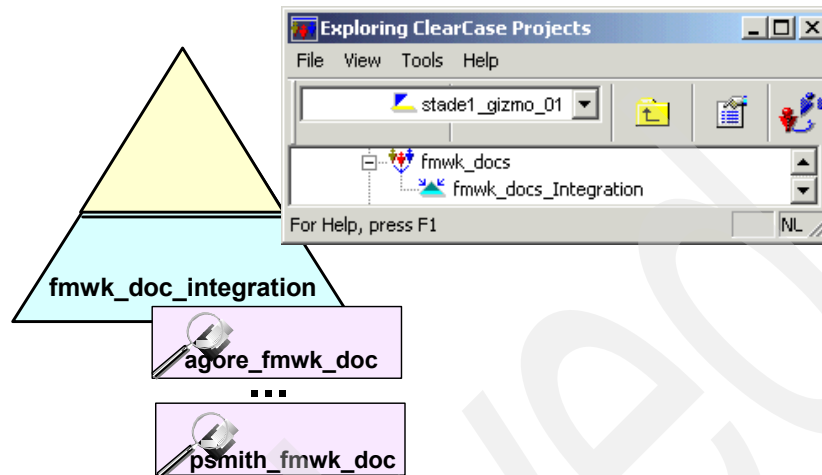 Exploring ClearCase Projects
File View Tools Help
stade1_gizmo_01
fmwk_docs
fmwk_docs_Integration
For Help, press F1
NL
fmwk_doc_integration
agore_fmwk_doc
...
psmith_fmwk_doc